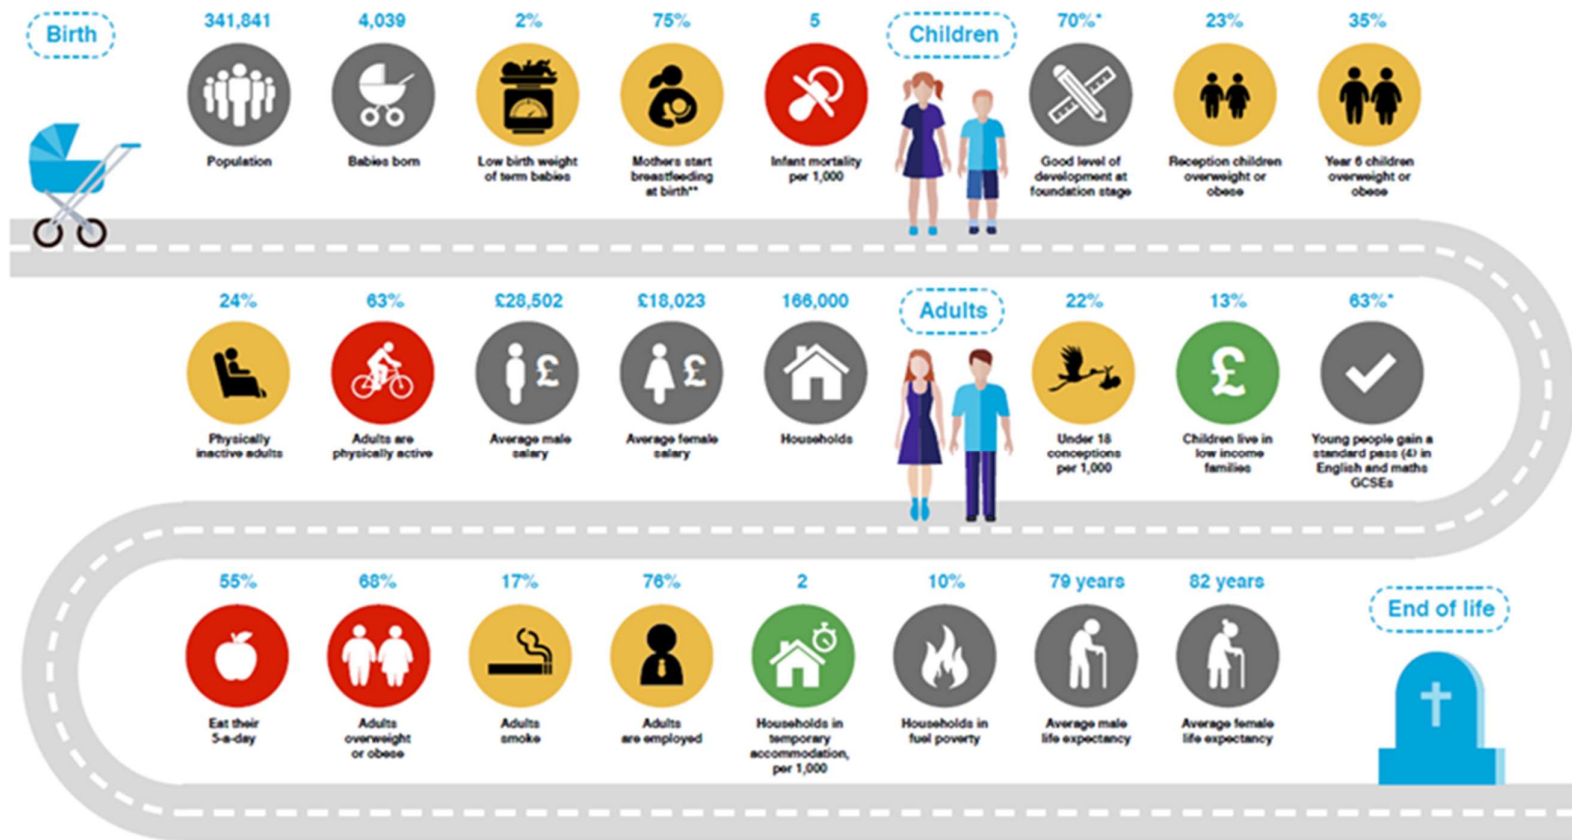 Birth
341,841
Population
4,039
Babies born
2%
Low birth weight
of term babies
75%
Mothers start
breastfeeding
at birth**
5
Infant mortality
per 1,000
Children
70%*
Good level of
development at
foundation stage
23%
Reception children
overweight or
obese
35%
Year 6 children
overweight or
obese
24%
Physically
inactive adults
63%
Adults are
physically active
£28,502
£
Average male
salary
£18,023
£
Average female
salary
166,000
Households
Adults
22%
Under 18
conceptions
per 1,000
13%
£
Children live in
low income
families
63%*
Young people gain a
standard pass (4) in
English and maths
GCSEs
55%
Eat their
5-a-day
68%
Adults
overweight
or obese
17%
Adults
smoke
76%
Adults
are employed
2
Households in
temporary
accommodation,
per 1,000
10%
Households in
fuel poverty
79 years
Average male
life expectancy
82 years
Average female
life expectancy
End of life